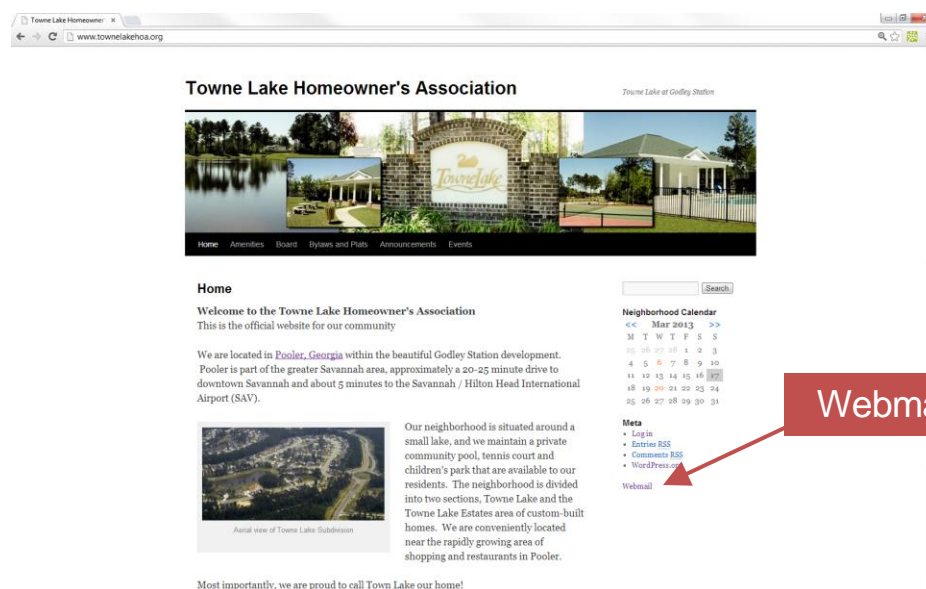 Towne Lake Homeowner
www.townelakehoa.org
Towne Lake Homeowner's Association
Towne Lake at Godley Station
TowneLake
Home Amenities Board Bylaws and Plats Announcements Events
Home
Welcome to the Towne Lake Homeowner's Association
This is the official website for our community
We are located in Pooler, Georgia within the beautiful Godley Station development.
Pooler is part of the greater Savannah area, approximately a 20-25 minute drive to
downtown Savannah and about 5 minutes to the Savannah / Hilton Head International
Airport (SAV).
Our neighborhood is situated around a
small lake, and we maintain a private
community pool, tennis court and
children's park that are available to our
residents. The neighborhood is divided
into two sections, Towne Lake and the
Towne Lake Estates area of custom-built
homes. We are conveniently located
near the rapidly growing area of
shopping and restaurants in Pooler.
Aerial view of Towne Lake Subdivision
Most importantly, we are proud to call Town Lake our home!
Search
Neighborhood Calendar
<< Mar 2013 >>
M T W T F S S
25 26 27 28 1 2 3
4 5 6 7 8 9 10
11 12 13 14 15 16 17
18 19 20 21 22 23 24
25 26 27 28 29 30 31
Meta
Log in
Entries RSS
Comments RSS
WordPress.org
Webmail
Webma